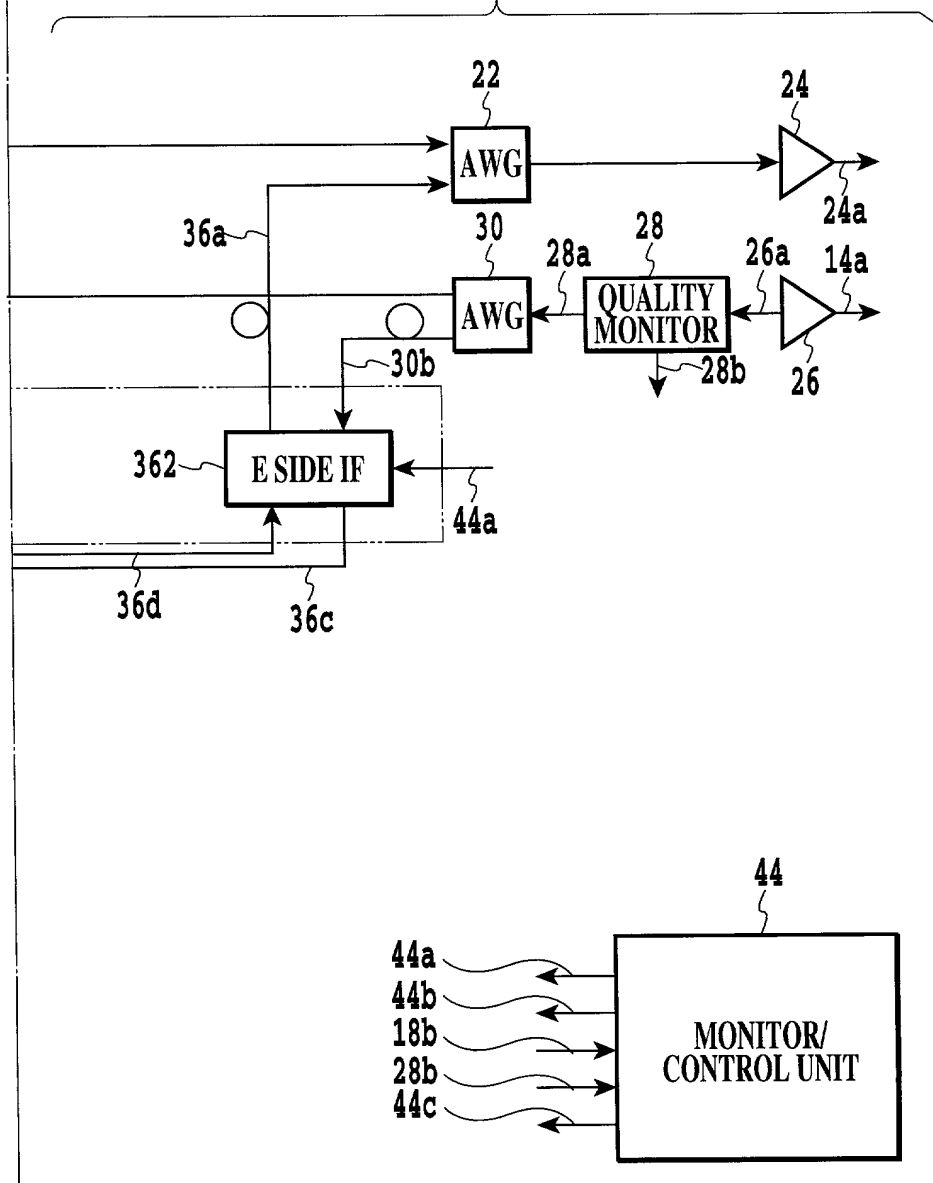 22
24
AWG
24a
36a
30
28a
28
26a
14a
AWG
QUALITY
MONITOR
30b
28b
26
362
E SIDE IF
44a
36d
36c
44
44a
44b
18b
28b
44c
MONITOR/
CONTROL UNIT